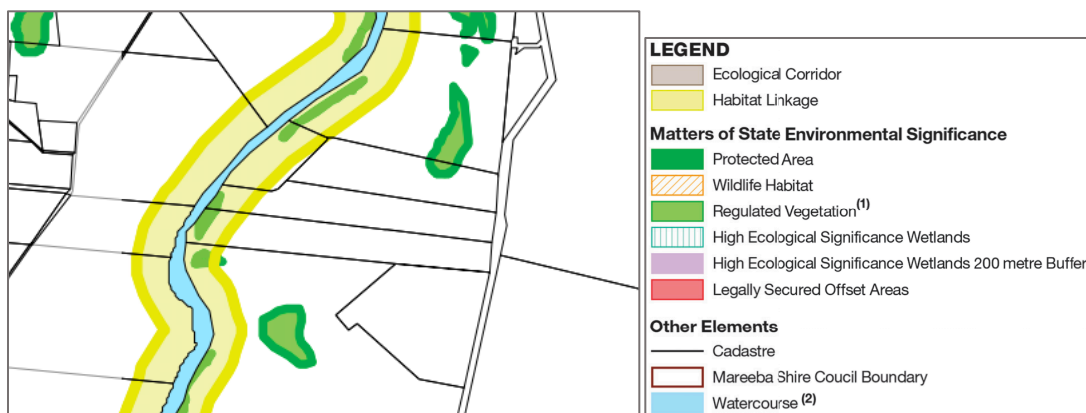 LEGEND
Ecological Corridor
Habitat Linkage
Matters of State Environmental Significance
Protected Area
Wildlife Habitat
Regulated Vegetation(1)
High Ecological Significance Wetlands
High Ecological Significance Wetlands 200 metre Buffer
Legally Secured Offset Areas
Other Elements
Cadastre
Mareeba Shire Coucil Boundary
Watercourse (2)